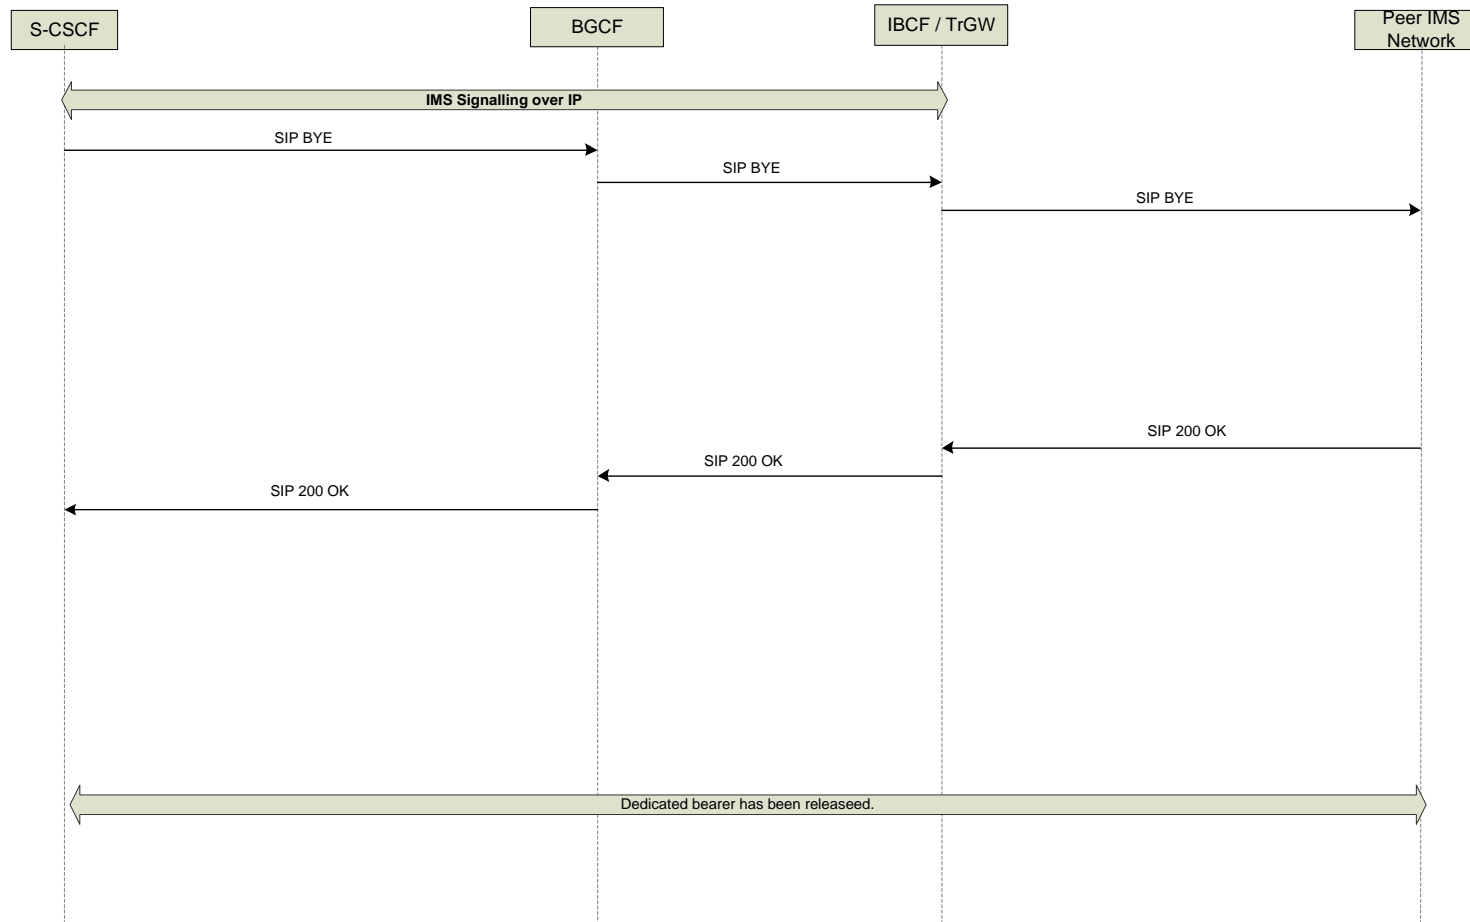 S-CSCF
BGCF
IBCF / TrGW
Peer IMS
Network
IMS Signalling over IP
SIP BYE
SIP BYE
SIP BYE
SIP 200 OK
SIP 200 OK
SIP 200 OK
Dedicated bearer has been releaseed.